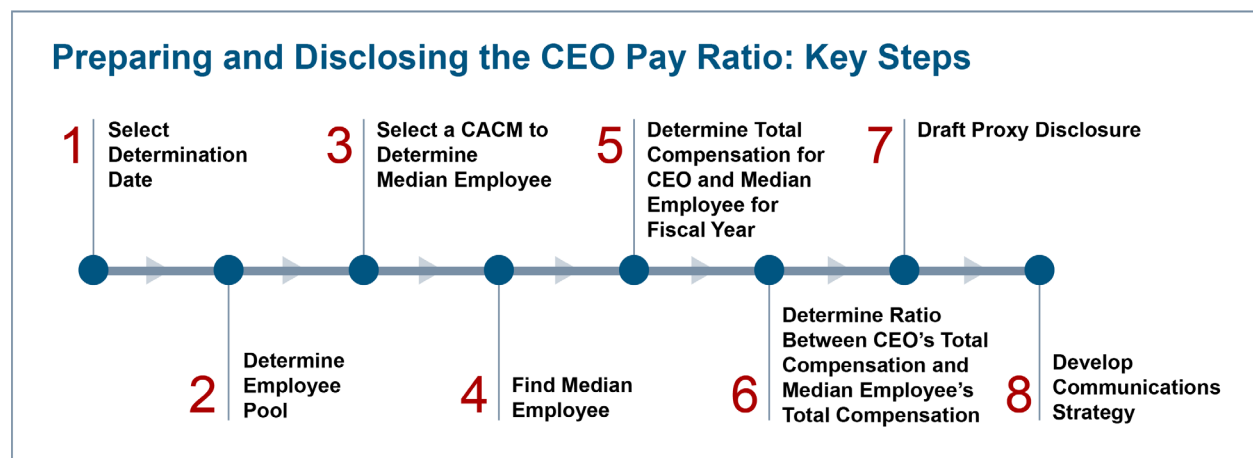 Preparing and Disclosing the CEO Pay Ratio: Key Steps
1
Select
Determination
Date
2
Determine
Employee
Pool
3
Select a CACM to
Determine
Median Employee
4
Find Median
Employee
5
Determine Total
Compensation for
CEO and Median
Employee for
Fiscal Year
6
Determine Ratio
Between CEO’s Total
Compensation and
Median Employee’s
Total Compensation
7
Draft Proxy Disclosure
8
Develop
Communications
Strategy